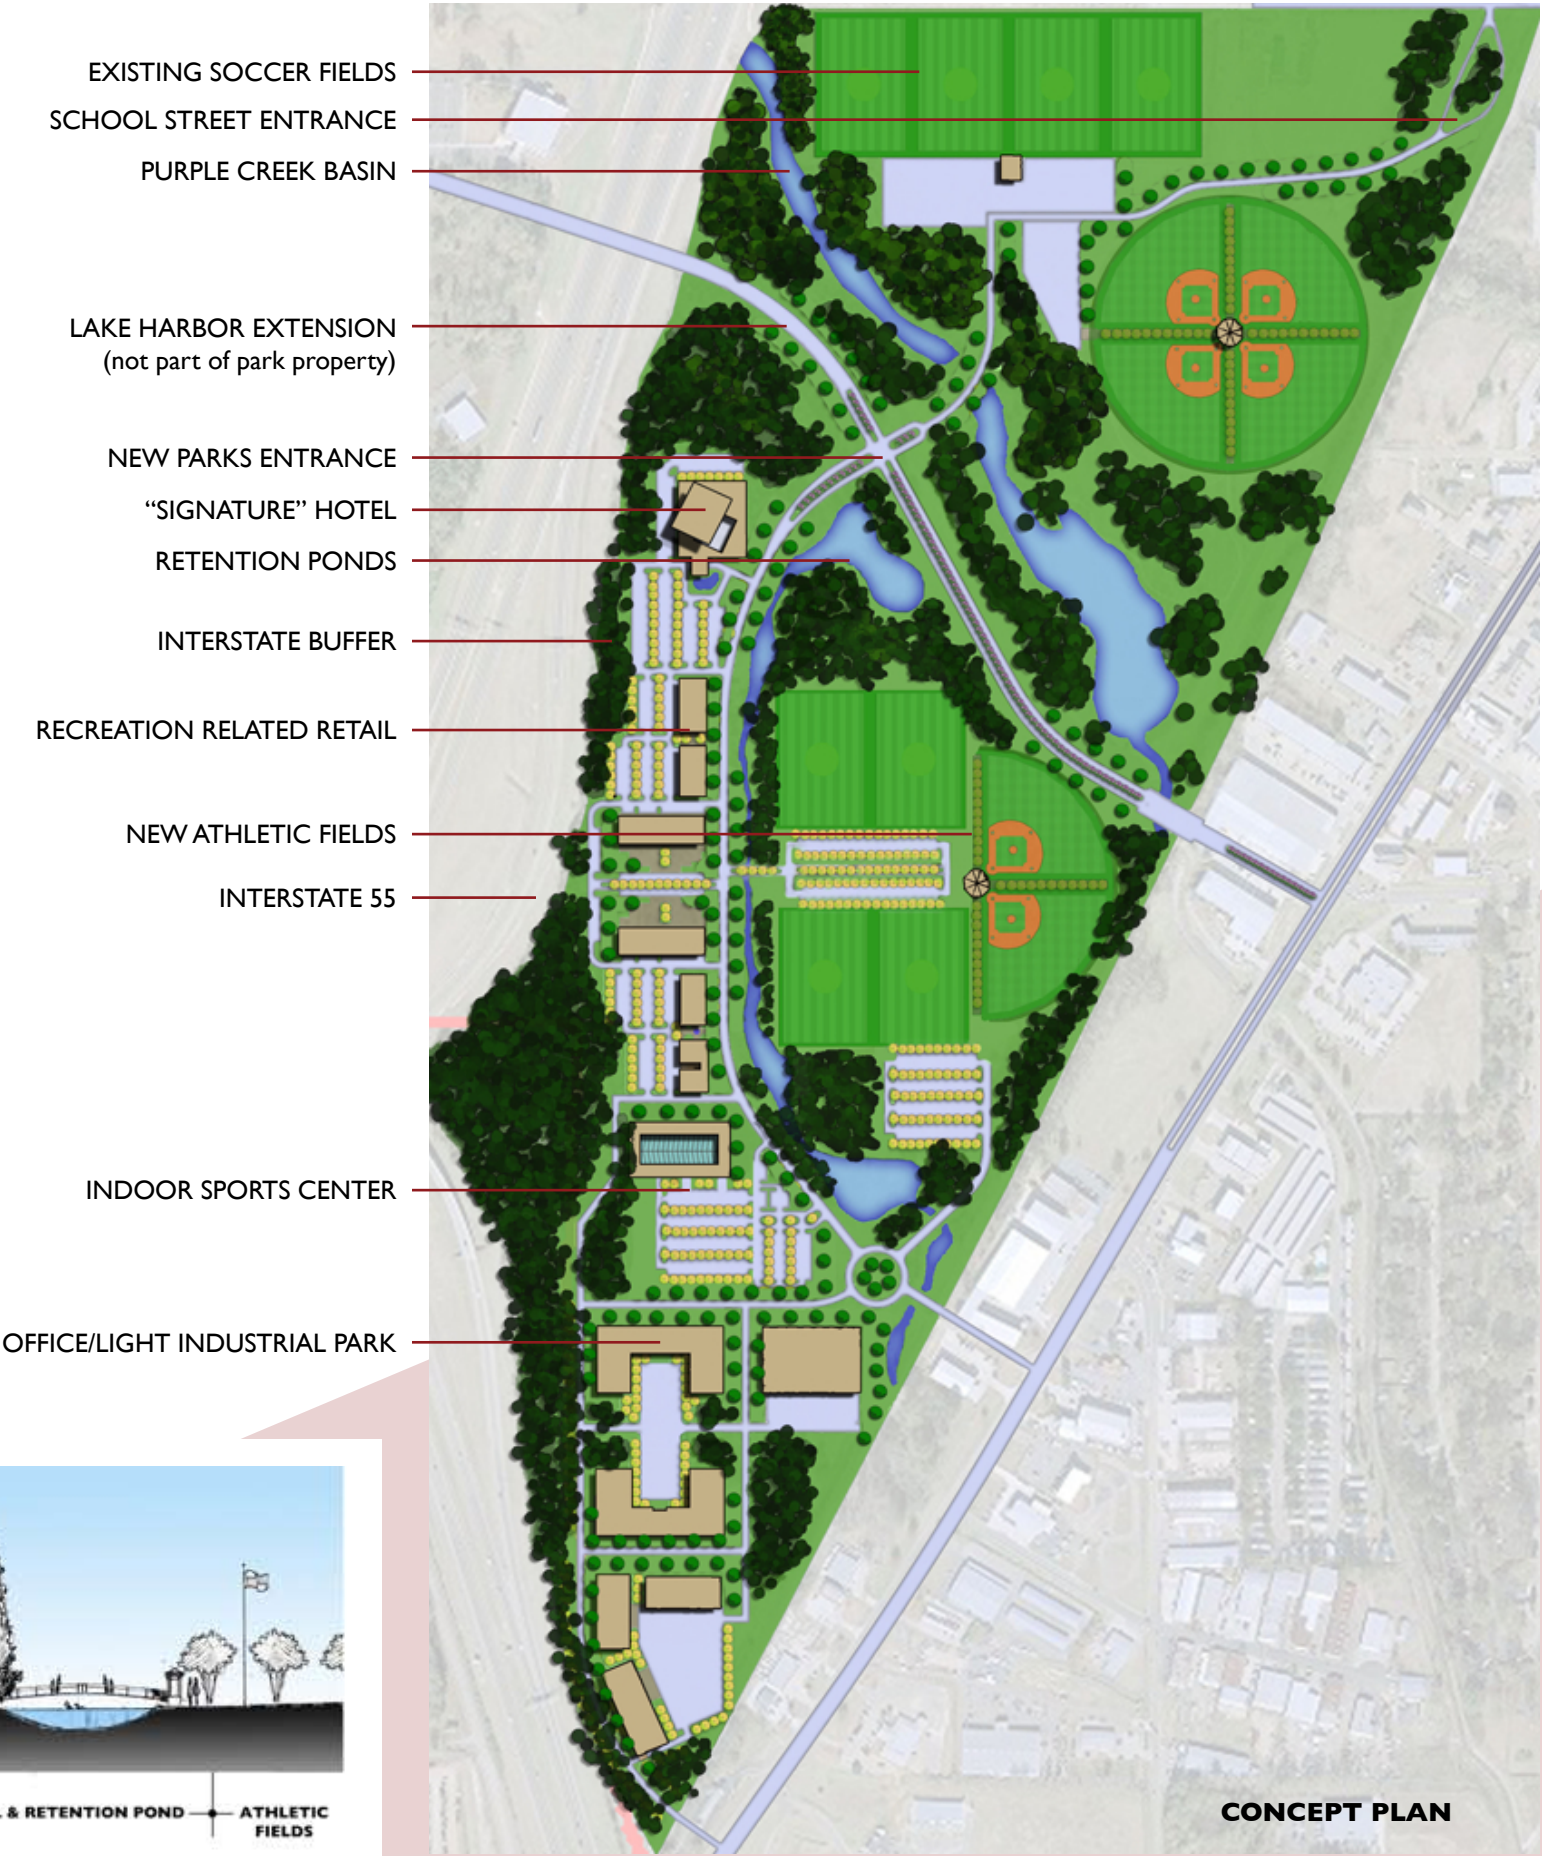 EXISTING SOCCER FIELDS
SCHOOL STREET ENTRANCE
PURPLE CREEK BASIN
LAKE HARBOR EXTENSION
(not part of park property)
NEW PARKS ENTRANCE
“SIGNATURE” HOTEL
RETENTION PONDS
INTERSTATE BUFFER
RECREATION RELATED RETAIL
NEW ATHLETIC FIELDS
INTERSTATE 55
INDOOR SPORTS CENTER
OFFICE/LIGHT INDUSTRIAL PARK
& RETENTION POND
ATHLETIC
FIELDS
CONCEPT PLAN